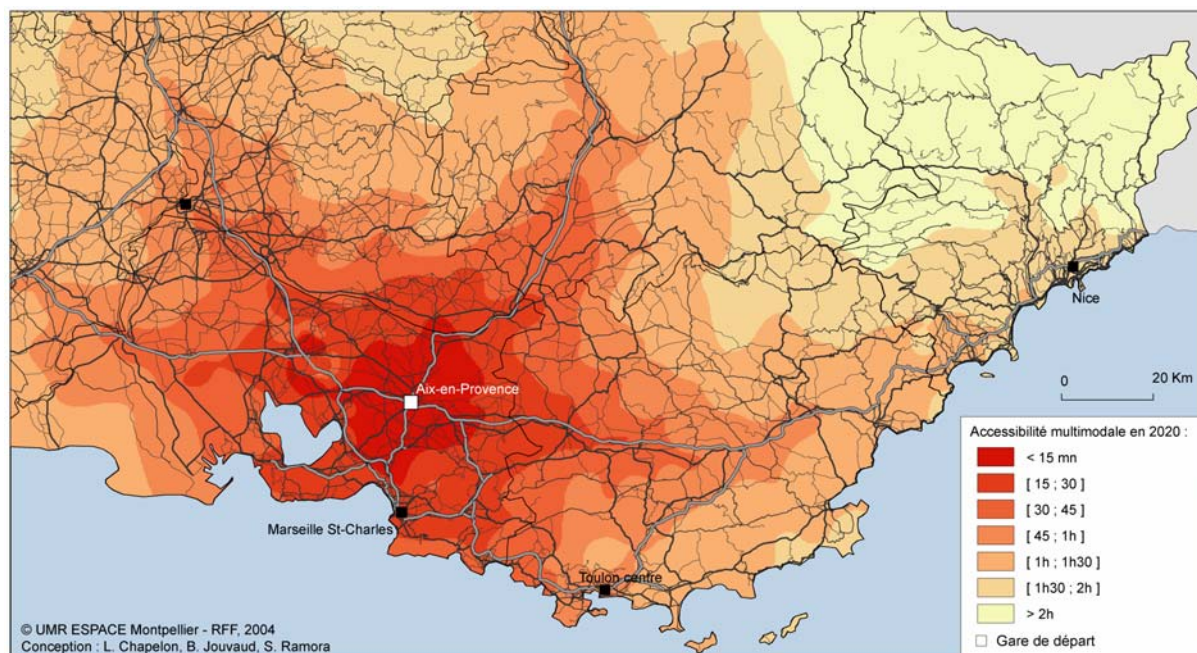 Aix-en-Provence
Nice
0 20 Km
Marseille St-Charles
Toulon centre
Accessibilité multimodale en 2020 :
< 15 mn
[ 15 ; 30 ]
[ 30 ; 45 ]
[ 45 ; 1h ]
[ 1h ; 1h30 ]
[ 1h30 ; 2h ]
> 2h
Gare de départ
© UMR ESPACE Montpellier - RFF, 2004
Conception : L. Chapelon, B. Jouvaud, S. Ramora